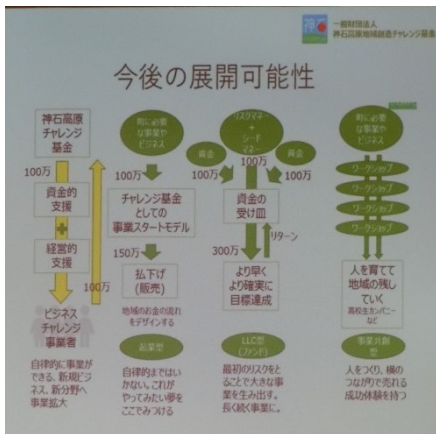 一般財団法人
神石高原地域創造チャレンジ基金
今後の展開可能性
神石高原
チャレンジ
基金
100万
資金的
支援
経営的
支援
100万
ビジネス
チャレンジ
事業者
自律的に事業が
できる、新規ビジ
ネス、新分野へ
事業拡大
町に必要
な事業や
ビジネス
100万
チャレンジ基金
としての
事業スタートモデル
150万
払下げ
(販売)
地域のお金の流れ
をデザインする
起業型
自律的まではい
かない。これが
やってみたい夢を
ここでみつける
リスクマネー
+
シード
マネー
資金
100万
資金
100万
100万
資金の
受け皿
300万
リターン
より早く
より確実に
目標達成
LLC型
(ファンド)
最初のリスクを
とることで大きな事
業を生み出す。
長く続く事業に。
町に必要
な事業や
ビジネス
ワークショップ
ワークショップ
ワークショップ
ワークショップ
人を育てて
地域の残し
ていく
高校生カンパニー
など
事業共創
型
人をつくり、横の
つながりで売れる
成功体験を持つ